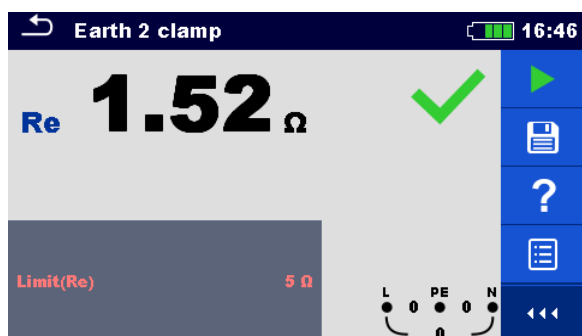 Earth 2 clamp 16:46
Re 1.52 Ω
?
Limit(Re) 5 Ω
L PE N
0 0
0